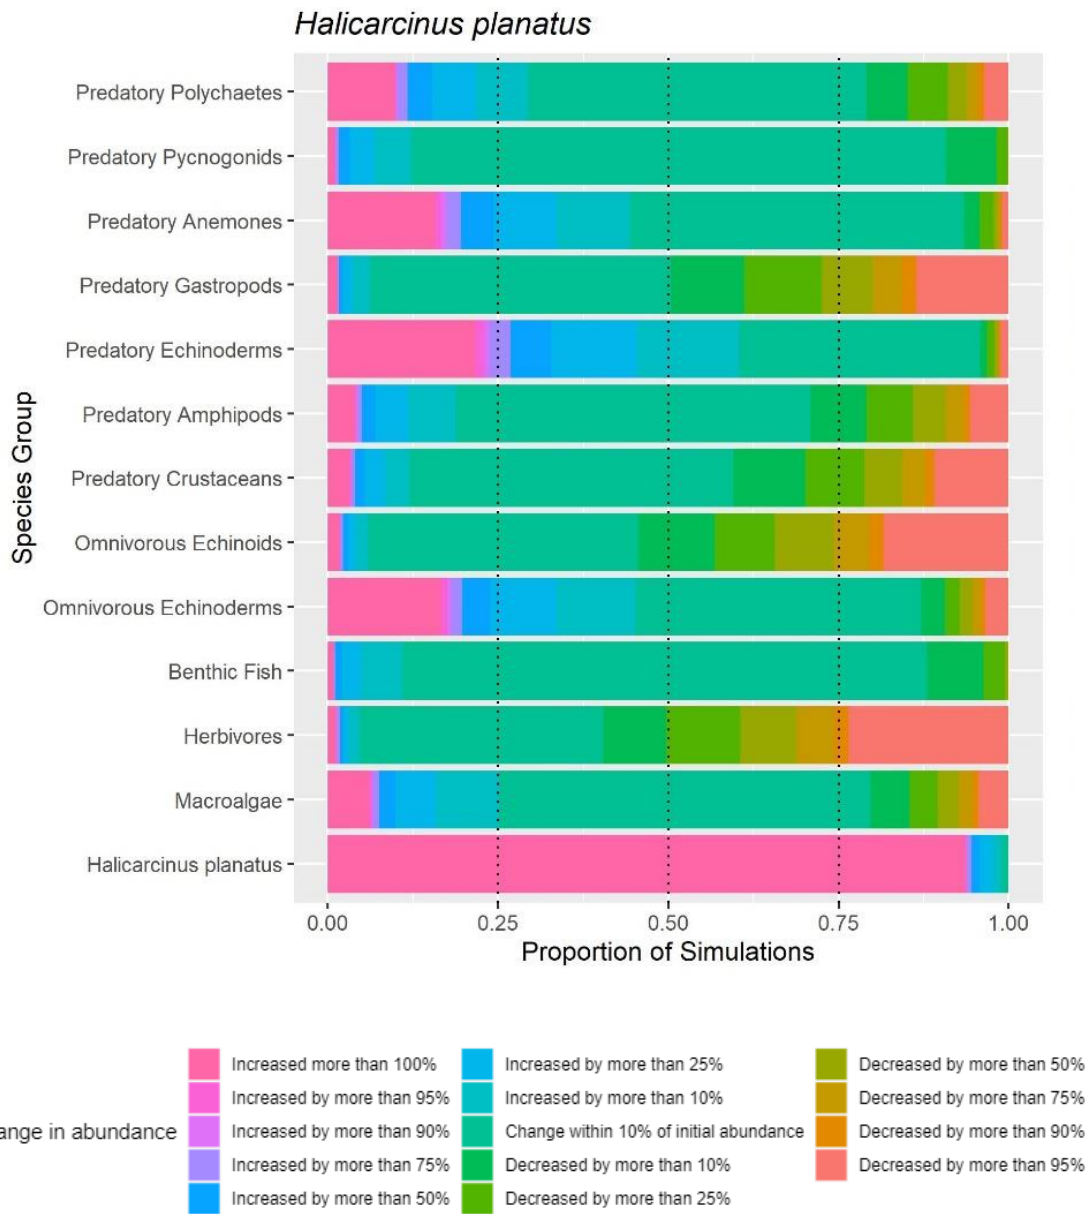 Halicarcinus planatus
Species Group
Predatory Polychaetes
Predatory Pycnogonids
Predatory Anemones
Predatory Gastropods
Predatory Echinoderms
Predatory Amphipods
Predatory Crustaceans
Omnivorous Echinoids
Omnivorous Echinoderms
Benthic Fish
Herbivores
Macroalgae
Halicarcinus planatus
0.00 0.25 0.50 0.75 1.00
Proportion of Simulations
ange in abundance
Increased more than 100%
Increased by more than 95%
Increased by more than 90%
Increased by more than 75%
Increased by more than 50%
Increased by more than 25%
Increased by more than 10%
Change within 10% of initial abundance
Decreased by more than 10%
Decreased by more than 25%
Decreased by more than 50%
Decreased by more than 75%
Decreased by more than 90%
Decreased by more than 95%